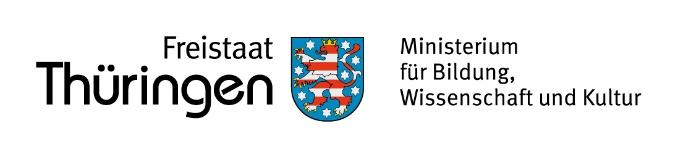 Freistaat
Thüringen
Ministerium
für Bildung,
Wissenschaft und Kultur